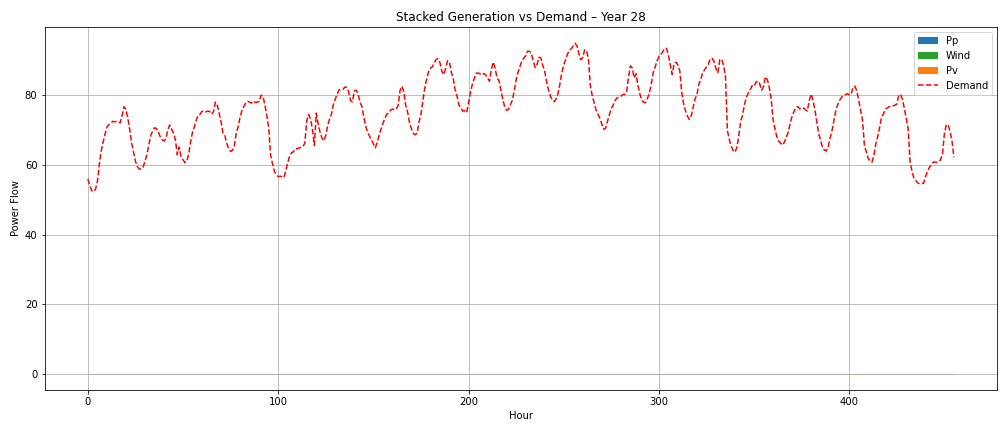 Stacked Generation vs Demand – Year 28
Pp
Wind
Pv
Demand
Power Flow
80
60
40
20
0
0
100
200
300
400
Hour